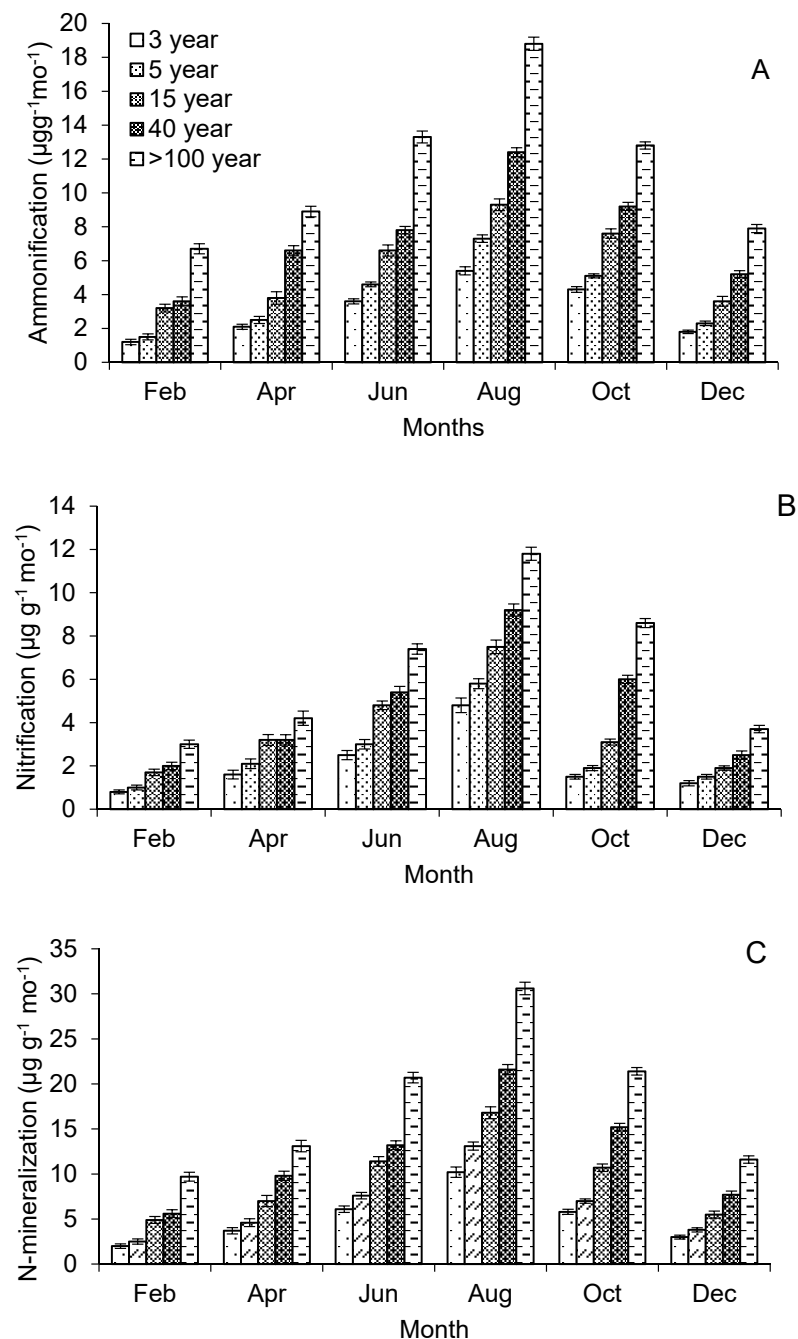 20
18
16
14
12
10
8
6
4
2
0
Ammonification (µgg⁻¹mo⁻¹)
3 year
5 year
15 year
40 year
>100 year
A
Feb Apr Jun Aug Oct Dec
Months
14
12
10
8
6
4
2
0
Nitrification (µg g⁻¹ mo⁻¹)
B
Feb Apr Jun Aug Oct Dec
Month
35
30
25
20
15
10
5
0
N-mineralization (µg g⁻¹ mo⁻¹)
C
Feb Apr Jun Aug Oct Dec
Month